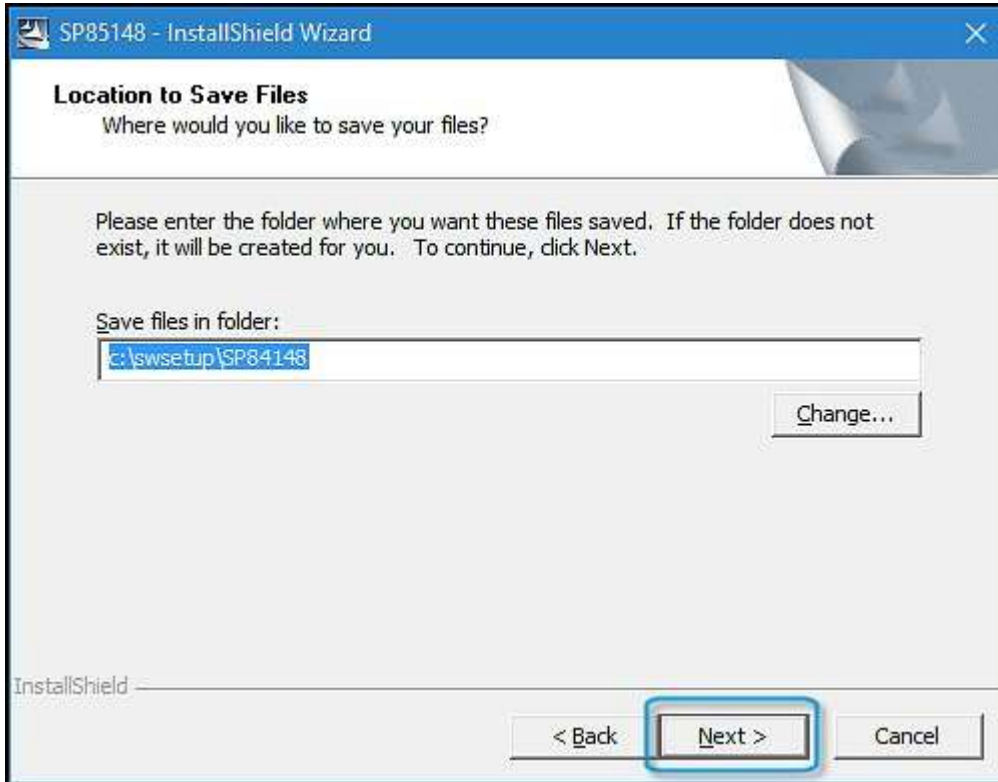 SP85148 - InstallShield Wizard
Location to Save Files
Where would you like to save your files?
Please enter the folder where you want these files saved. If the folder does not
exist, it will be created for you. To continue, click Next.
Save files in folder:
c:\swsetup\SP84148
Change...
InstallShield
< Back
Next >
Cancel